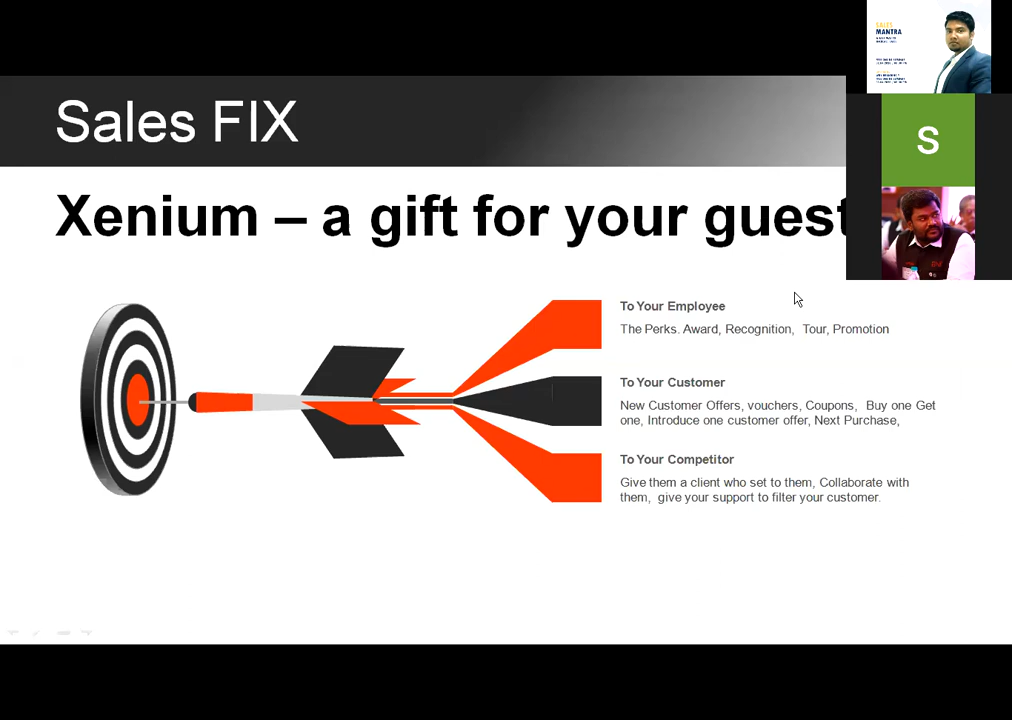 SALES
MANTRA
Sales FIX
S
Xenium – a gift for your guest
To Your Employee
The Perks. Award, Recognition, Tour, Promotion
To Your Customer
New Customer Offers, vouchers, Coupons, Buy one Get
one, Introduce one customer offer, Next Purchase,
To Your Competitor
Give them a client who set to them, Collaborate with
them, give your support to filter your customer.